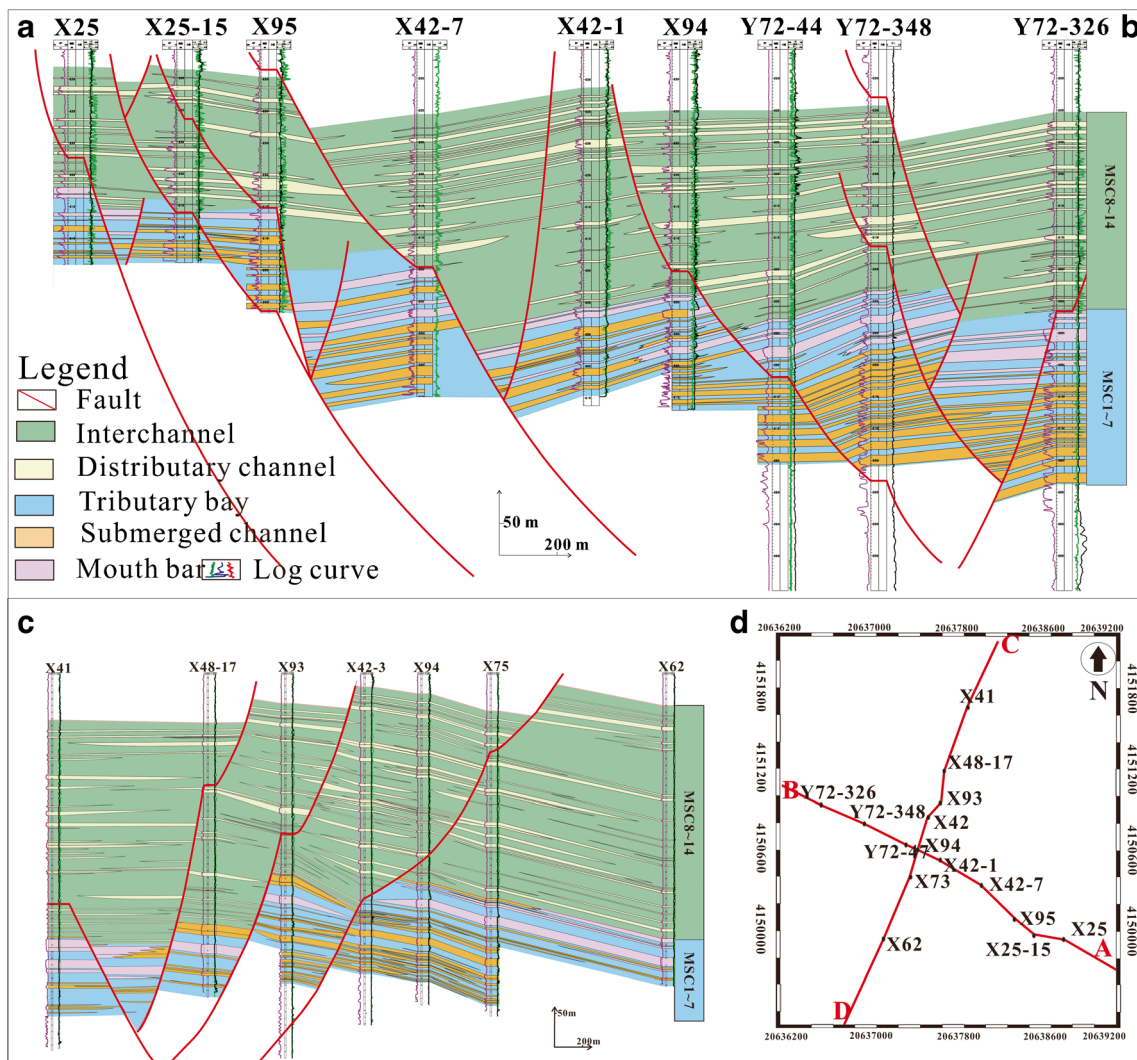 a
X25
X25-15
X95
X42-7
X42-1
X94
Y72-44
Y72-348
Y72-326
b
MSC8~14
MSC1~7
Legend
Fault
Interchannel
Distributary channel
Tributary bay
Submerged channel
Mouth bar
Log curve
50 m
200 m
c
X41
X48-17
X93
X42-3
X94
X75
X62
MSC8~14
MSC1~7
50m
200m
d
20636200
20637000
20637800
20638600
20639200
4151800
4151200
4150600
4150000
4151800
4151200
4150600
4150000
N
C
X41
X48-17
B
Y72-326
X93
Y72-348
X42
X94
Y72-47
X42-1
X73
X42-7
X95
X25
X62
X25-15
A
D
20636200
20637000
20637800
20638600
20639200